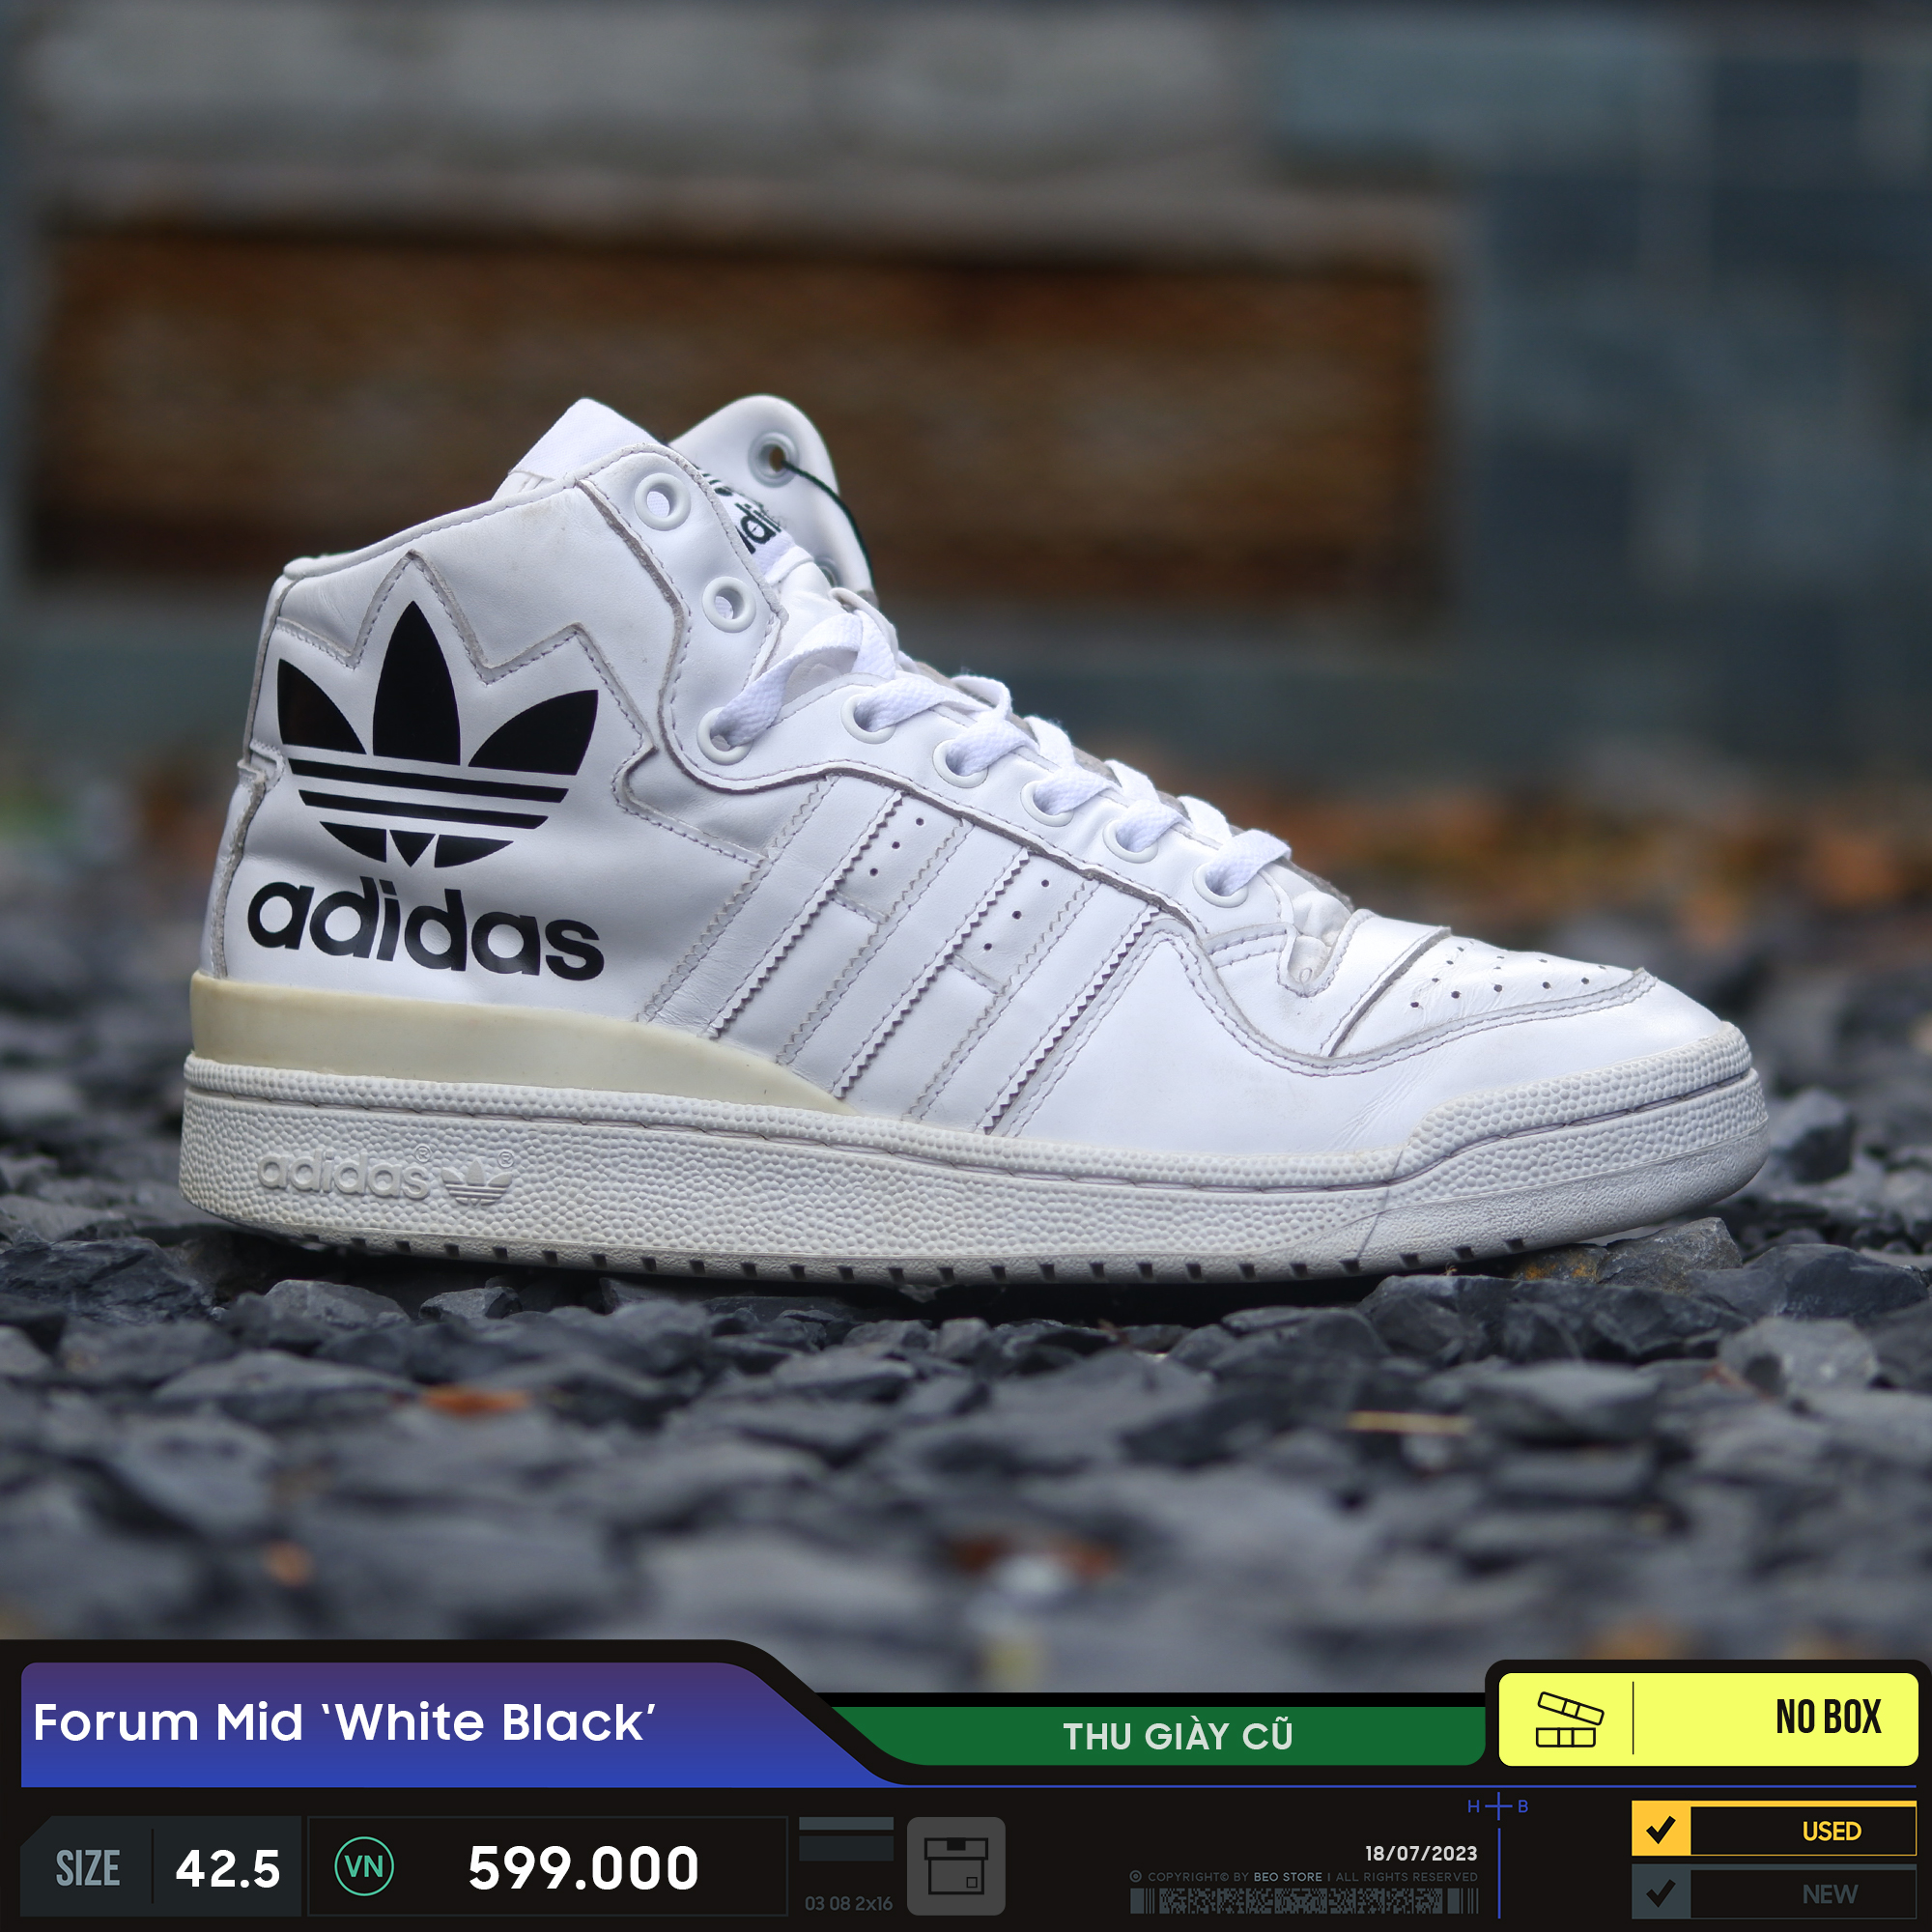 adidas
adidas® ®
Forum Mid ‘White Black’
THU GIÀY CŨ
NO BOX
H B
SIZE 42.5
VN 599.000
03 08 2x16
18/07/2023
© COPYRIGHT© BY BEO STORE | ALL RIGHTS RESERVED
USED
NEW